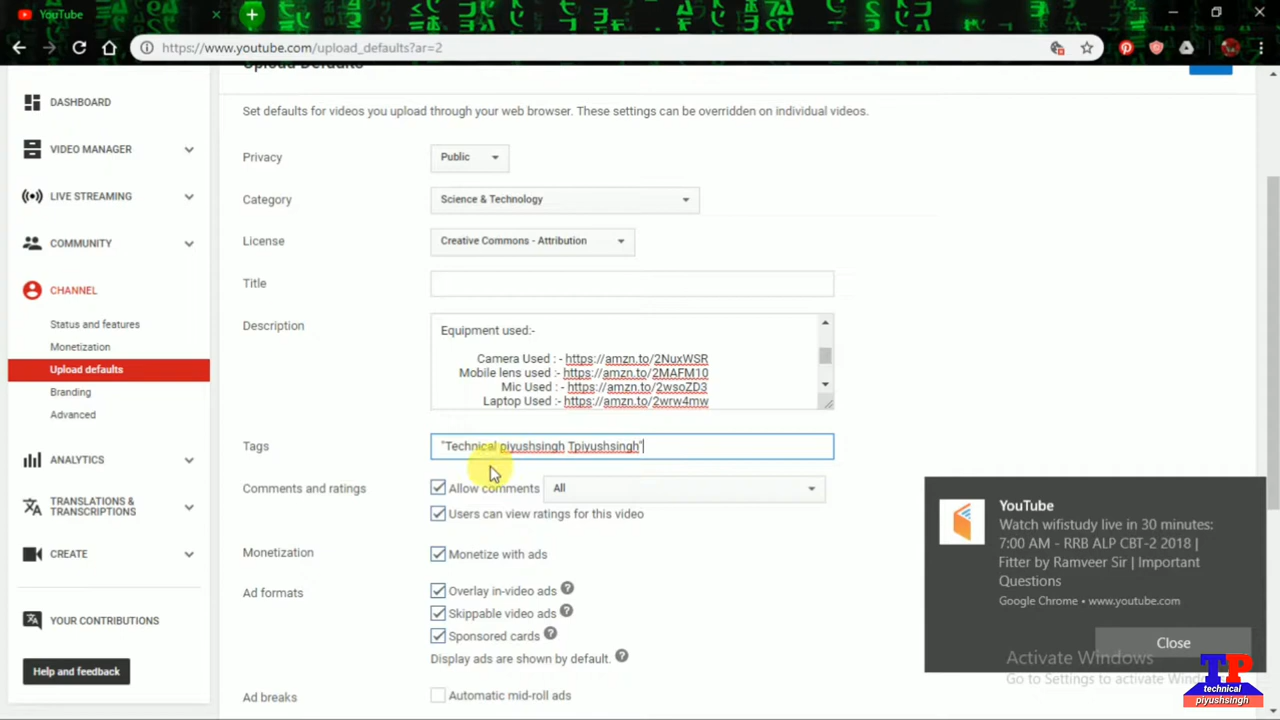 YouTube
https://www.youtube.com/upload_defaults?ar=2
Upload Defaults
Set defaults for videos you upload through your web browser. These settings can be overridden on individual videos.
DASHBOARD
VIDEO MANAGER
LIVE STREAMING
COMMUNITY
CHANNEL
Status and features
Monetization
Upload defaults
Branding
Advanced
ANALYTICS
TRANSLATIONS &
TRANSCRIPTIONS
CREATE
YOUR CONTRIBUTIONS
Help and feedback
Privacy
Public
Category
Science & Technology
License
Creative Commons - Attribution
Title
Description
Equipment used:-
Camera Used : - https://amzn.to/2NuxWSR
Mobile lens used :- https://amzn.to/2MAFM10
Mic Used : - https://amzn.to/2wsoZD3
Laptop Used :- https://amzn.to/2wrw4mw
Tags
"Technical piyushsingh Tpiyushsingh"
Comments and ratings
Allow comments
All
Users can view ratings for this video
Monetization
Monetize with ads
Ad formats
Overlay in-video ads
Skippable video ads
Sponsored cards
Display ads are shown by default.
Ad breaks
Automatic mid-roll ads
YouTube
Watch wifistudy live in 30 minutes:
7:00 AM - RRB ALP CBT-2 2018 |
Fitter by Ramveer Sir | Important
Questions
Google Chrome • www.youtube.com
Close
Activate Windows
Go to Settings to activate
TP
technical
piyushsingh